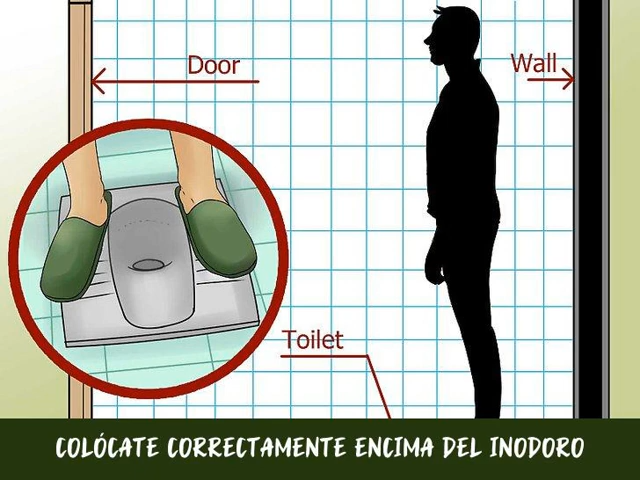 Door
Wall
Toilet
COLÓCATE CORRECTAMENTE ENCIMA DEL INODORO